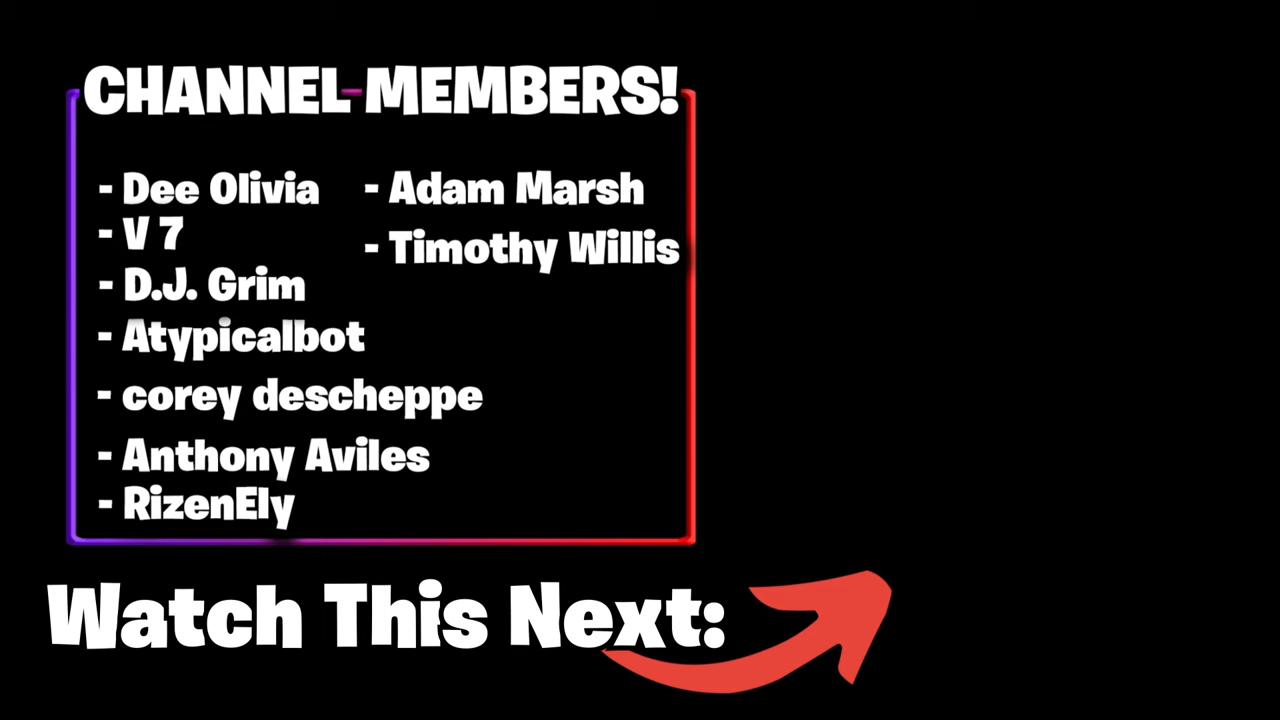 CHANNEL MEMBERS!
- Dee Olivia
- V 7
- D.J. Grim
- Atypicalbot
- corey descheppe
- Anthony Aviles
- RizenEly
- Adam Marsh
- Timothy Willis
Watch This Next: